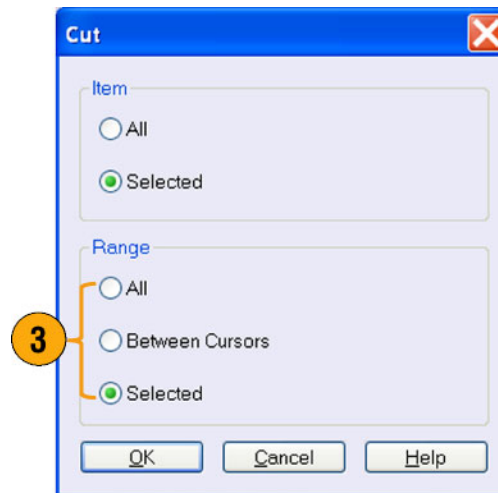 Cut
Item
All
Selected
Range
All
3
Between Cursors
Selected
OK Cancel Help